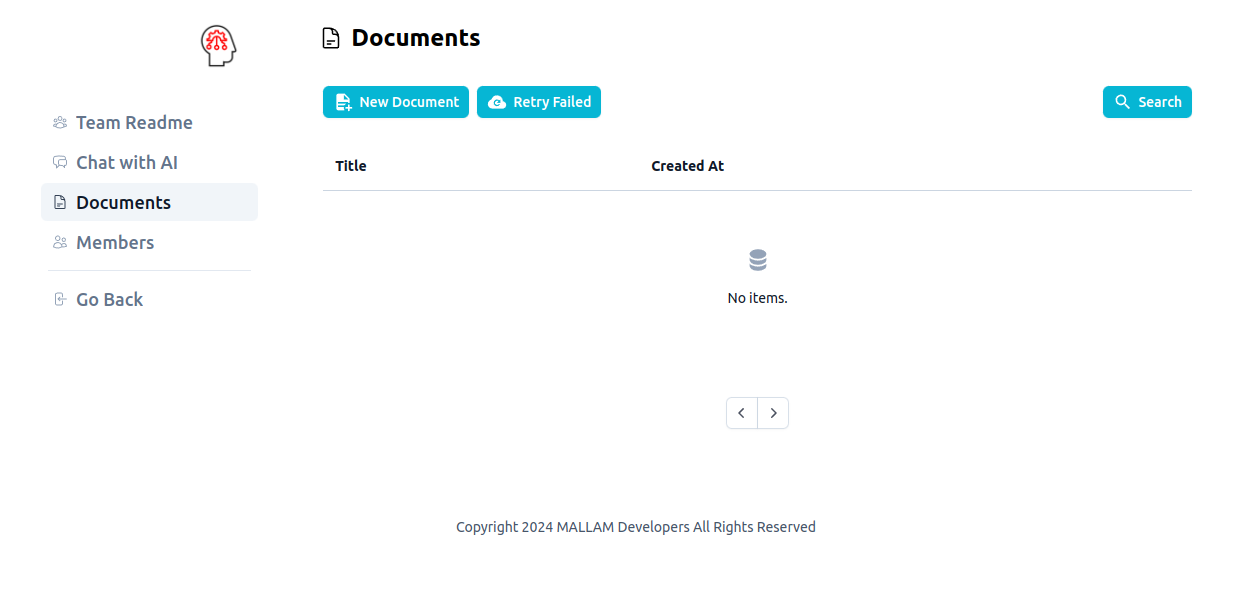 Documents
New Document
Retry Failed
Search
Team Readme
Chat with AI
Documents
Members
Go Back
Title
Created At
No items.
Copyright 2024 MALLAM Developers All Rights Reserved